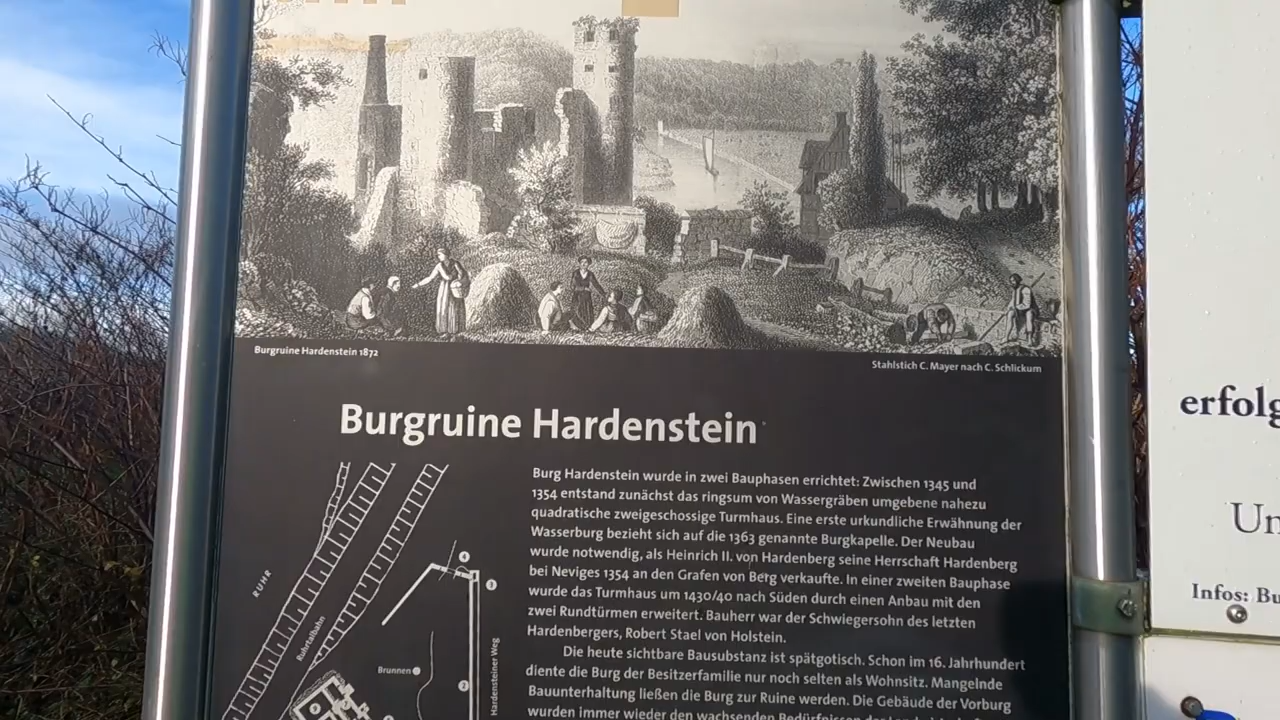 Burgruine Hardenstein 1872
Stahlstich C. Mayer nach C. Schlickum
Burgruine Hardenstein
Burg Hardenstein wurde in zwei Bauphasen errichtet: Zwischen 1345 und
1354 entstand zunächst das ringsum von Wassergräben umgebene nahezu
quadratische zweigeschossige Turmhaus. Eine erste urkundliche Erwähnung der
Wasserburg bezieht sich auf die 1363 genannte Burgkapelle. Der Neubau
wurde notwendig, als Heinrich II. von Hardenberg seine Herrschaft Hardenberg
bei Neviges 1354 an den Grafen von Berg verkaufte. In einer zweiten Bauphase
wurde das Turmhaus um 1430/40 nach Süden durch einen Anbau mit den
zwei Rundtürmen erweitert. Bauherr war der Schwiegersohn des letzten
Hardenbergers, Robert Stael von Holstein.
Die heute sichtbare Bausubstanz ist spätgotisch. Schon im 16. Jahrhundert
diente die Burg der Besitzerfamilie nur noch selten als Wohnsitz. Mangelnde
Bauunterhaltung ließen die Burg zur Ruine werden. Die Gebäude der Vorburg
wurden immer wieder den wachsenden Bedürfnissen
RUHR
Ruhrtalbahn
Brunnen
Hardensteiner Weg
4
3
2
erfolg
Un
Infos: Bu